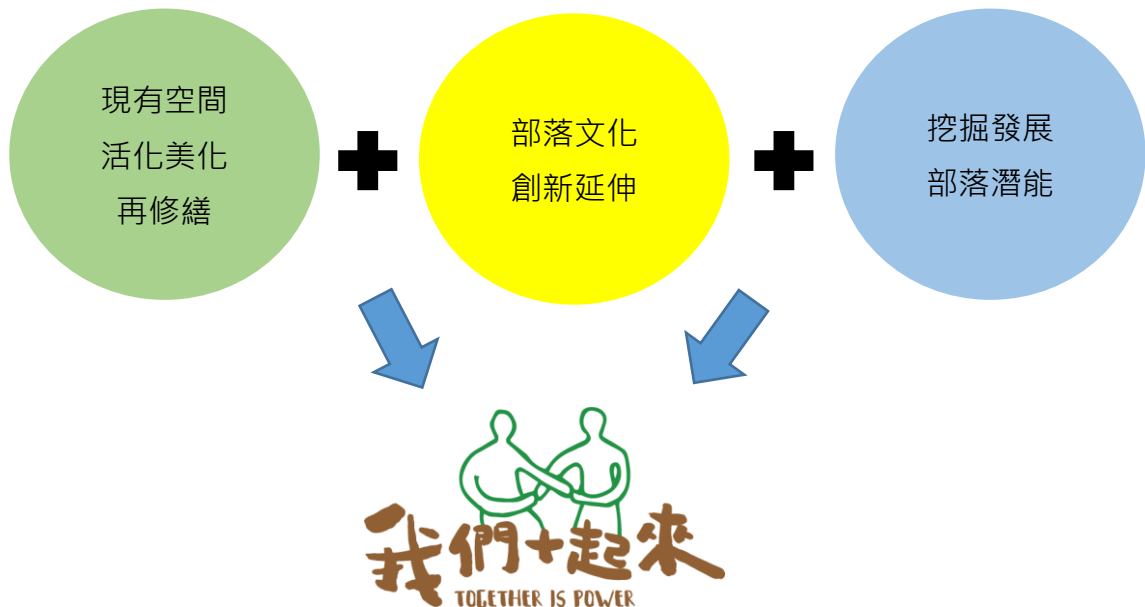 現有空間
活化美化
再修繕
部落文化
創新延伸
挖掘發展
部落潛能
我們+起來
TOGETHER IS POWER